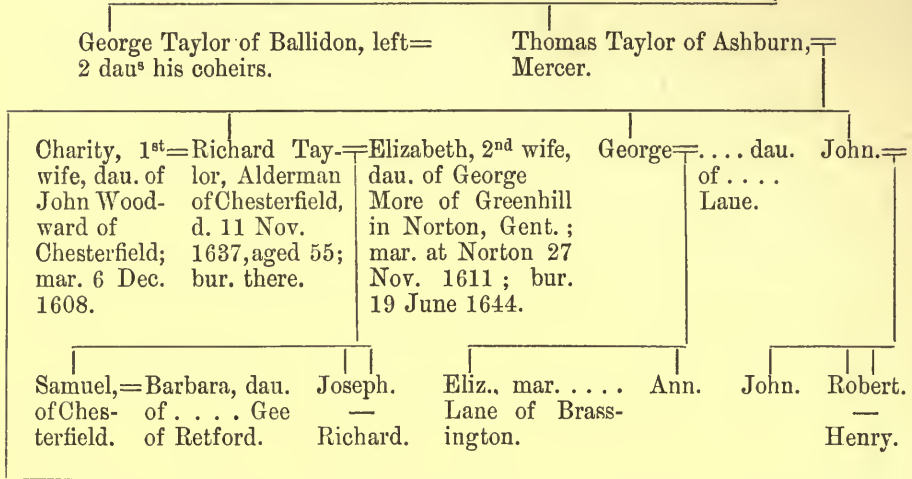 George Taylor of Ballidon, left=
2 dauˢ his coheirs.
Thomas Taylor of Ashburn,=
Mercer.
Charity, 1ˢᵗ=
wife, dau. of
John Wood-
ward of
Chesterfield;
mar. 6 Dec.
1608.
Richard Tay-=
lor, Alderman
of Chesterfield,
d. 11 Nov.
1637, aged 55;
bur. there.
Elizabeth, 2ⁿᵈ wife,
dau. of George
More of Greenhill
in Norton, Gent.;
mar. at Norton 27
Nov. 1611; bur.
19 June 1644.
George=
.... dau.
of ....
Laue.
John.=
Samuel,=
of Ches-
terfield.
Barbara, dau.
of .... Gee
of Retford.
Joseph.
—
Richard.
Eliz., mar. .....
Lane of Brass-
ington.
Ann.
John.
Robert.
—
Henry.